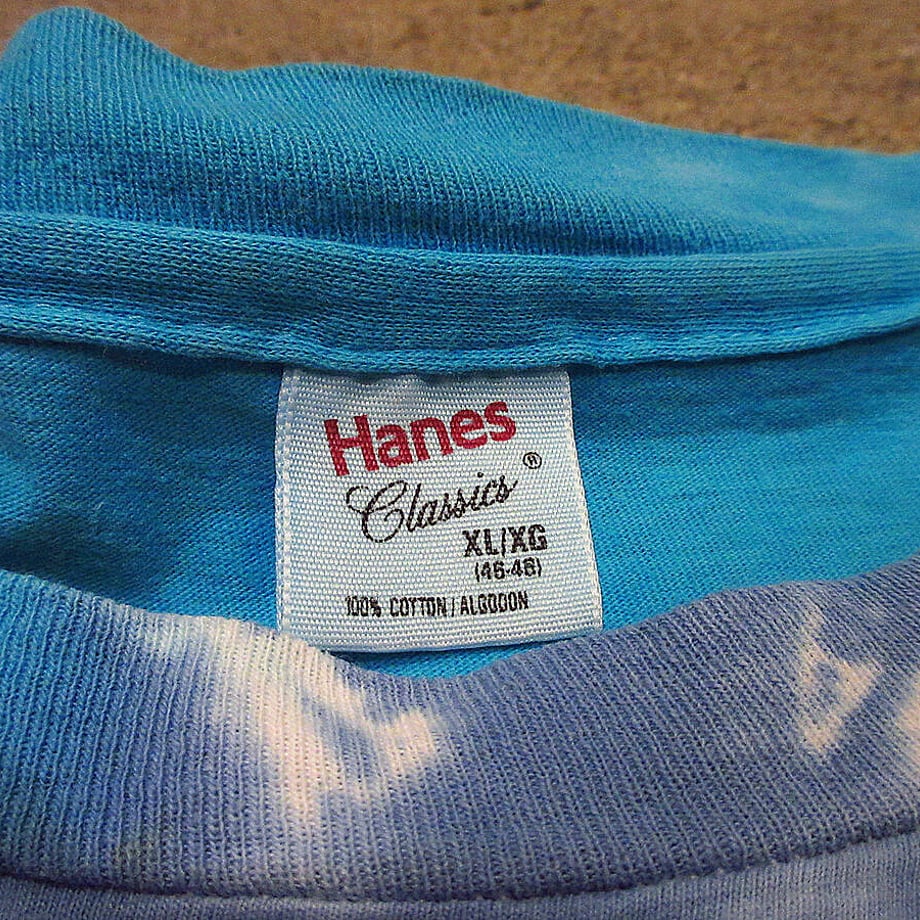 Hanes
Classics ®
XL/XG
(46-48)
100% COTTON/ALGODON